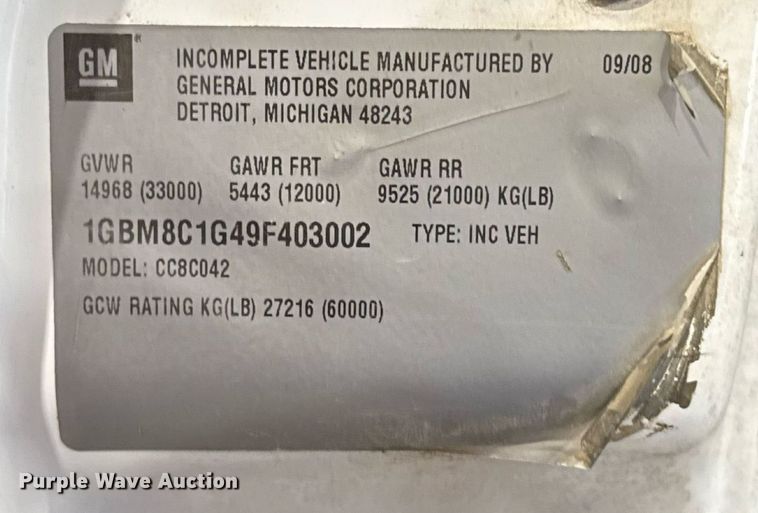 GM
INCOMPLETE VEHICLE MANUFACTURED BY 09/08
GENERAL MOTORS CORPORATION
DETROIT, MICHIGAN 48243
GVWR GAWR FRT GAWR RR
14968 (33000) 5443 (12000) 9525 (21000) KG(LB)
1GBM8C1G49F403002 TYPE: INC VEH
MODEL: CC8C042
GCW RATING KG(LB) 27216 (60000)
Purple Wave Auction